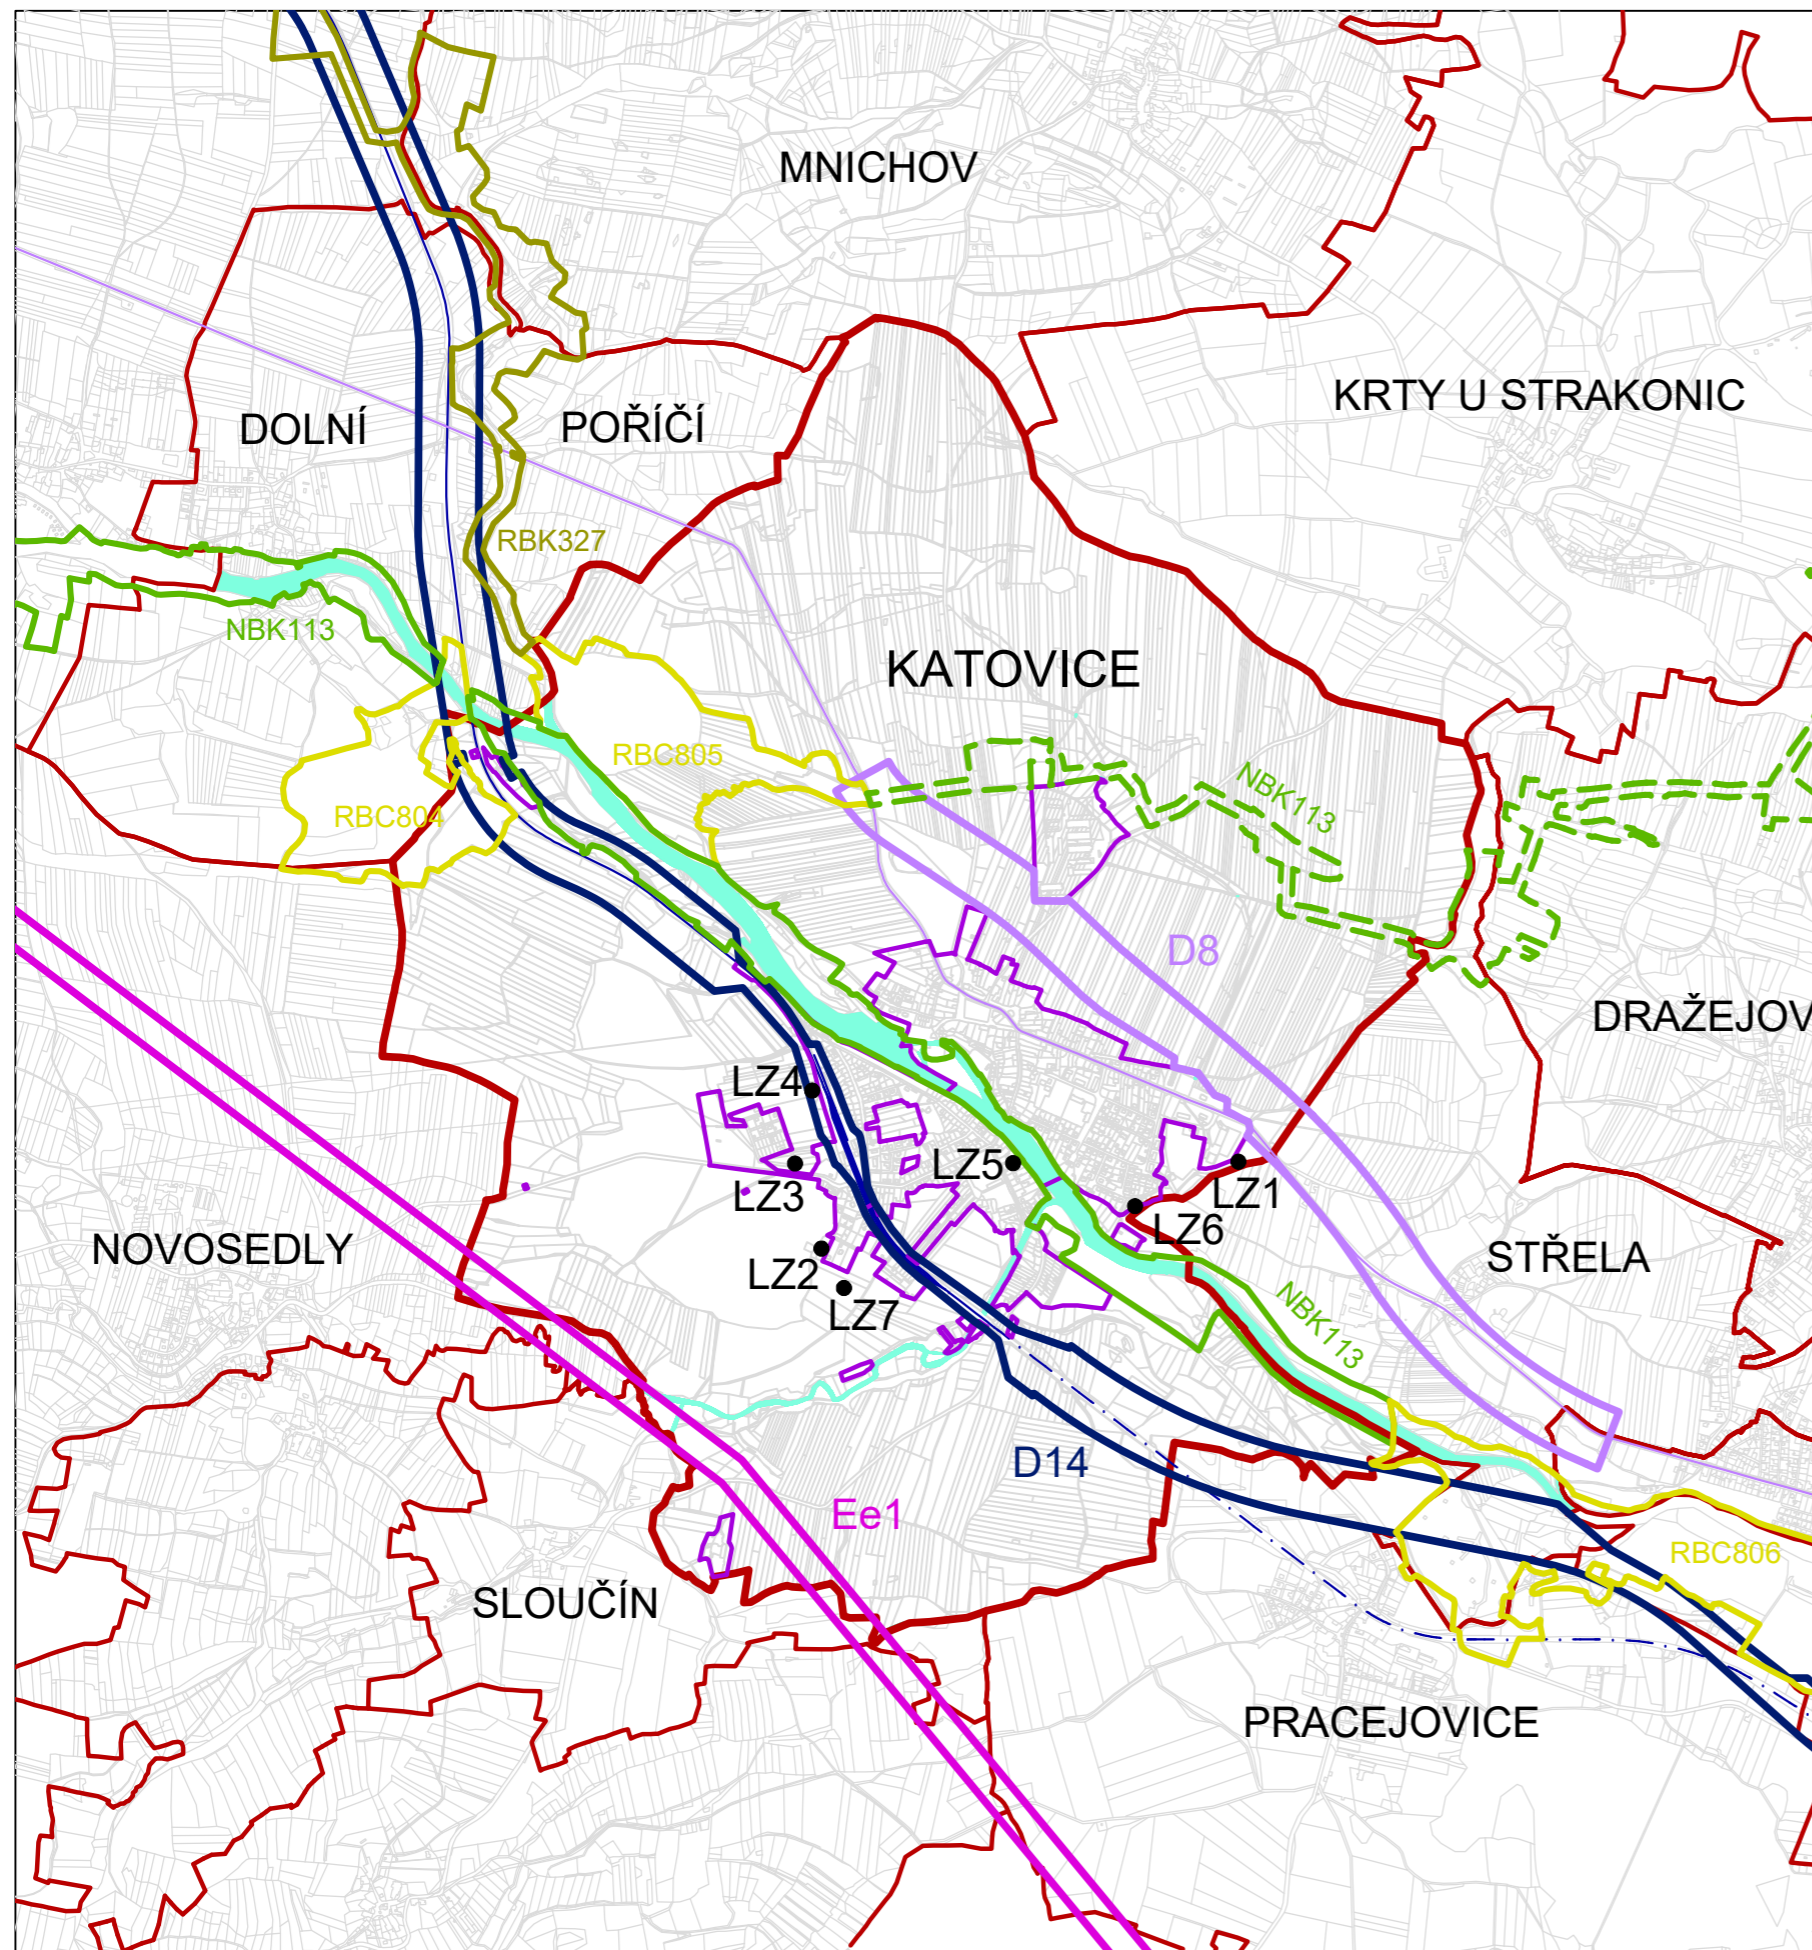 MNICHOV
KRTY U STRAKONIC
DOLNÍ POŘÍČÍ
RBK327
NBK113
KATOVICE
RBC805
NBK113
RBC804
D8
DRAŽEJOV
LZ4
LZ5
LZ3
LZ1
LZ6
NOVOSEDLY
STŘELA
LZ2
LZ7
NBK113
D14
Ee1
RBC806
SLOUČÍN
PRACEJOVICE